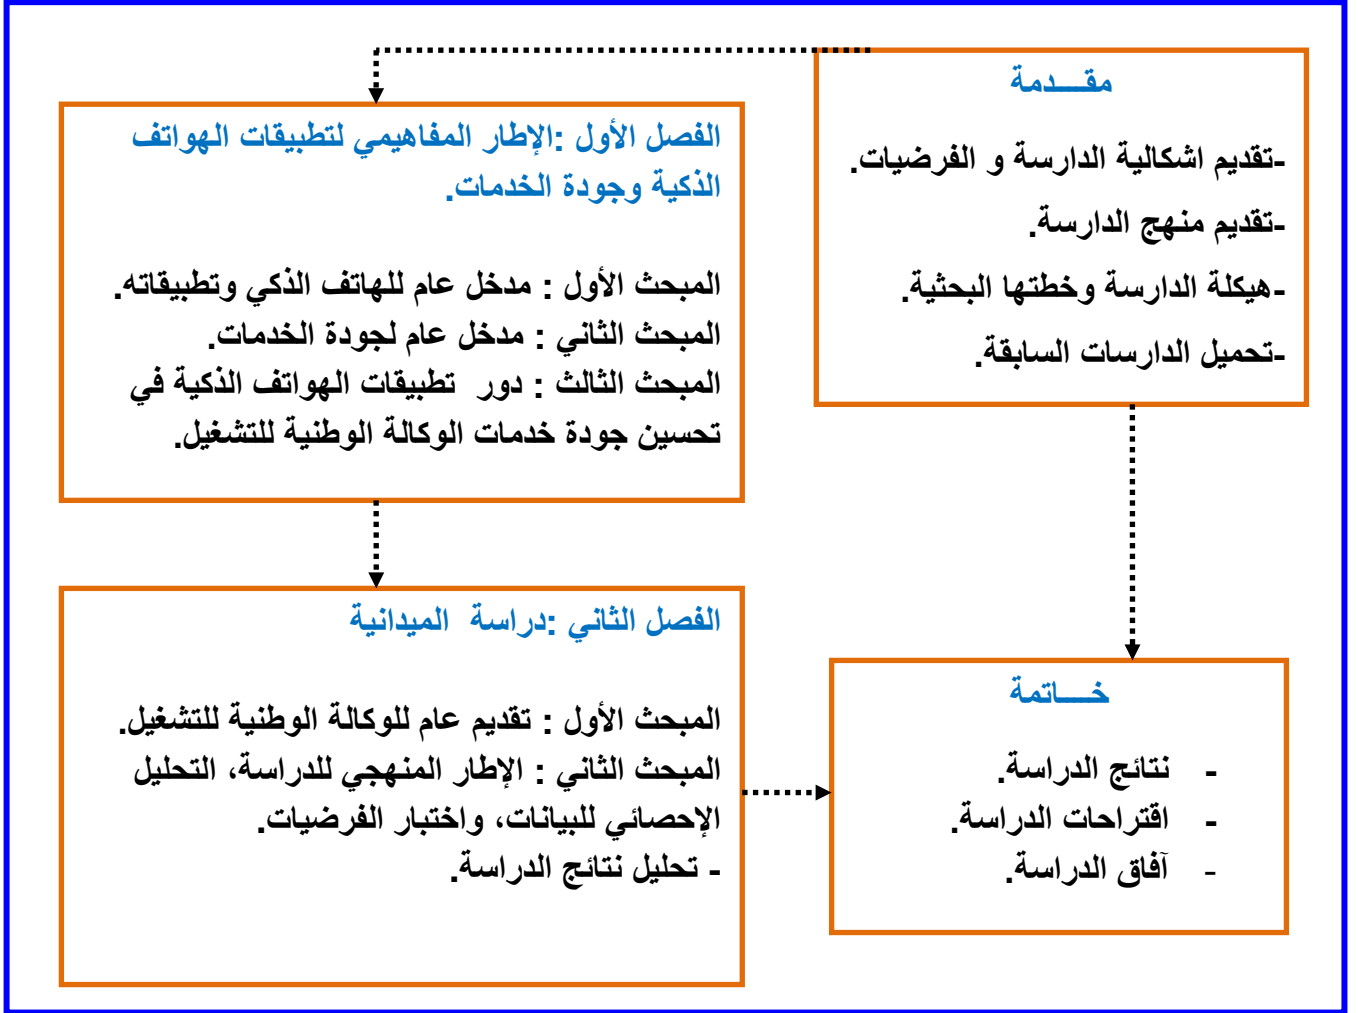 مقــــدمة
-تقديم اشكالية الدارسة و الفرضيات.
-تقديم منهج الدارسة.
-هيكلة الدارسة وخطتها البحثية.
-تحميل الدارسات السابقة.
الفصل الأول :الإطار المفاهيمي لتطبيقات الهواتف
الذكية وجودة الخدمات.
المبحث الأول : مدخل عام للهاتف الذكي وتطبيقاته.
المبحث الثاني : مدخل عام لجودة الخدمات.
المبحث الثالث : دور تطبيقات الهواتف الذكية في
تحسين جودة خدمات الوكالة الوطنية للتشغيل.
الفصل الثاني :دراسة الميدانية
المبحث الأول : تقديم عام للوكالة الوطنية للتشغيل.
المبحث الثاني : الإطار المنهجي للدراسة، التحليل
الإحصائي للبيانات، واختبار الفرضيات.
- تحليل نتائج الدراسة.
خــــاتمة
- نتائج الدراسة.
- اقتراحات الدراسة.
- آفاق الدراسة.